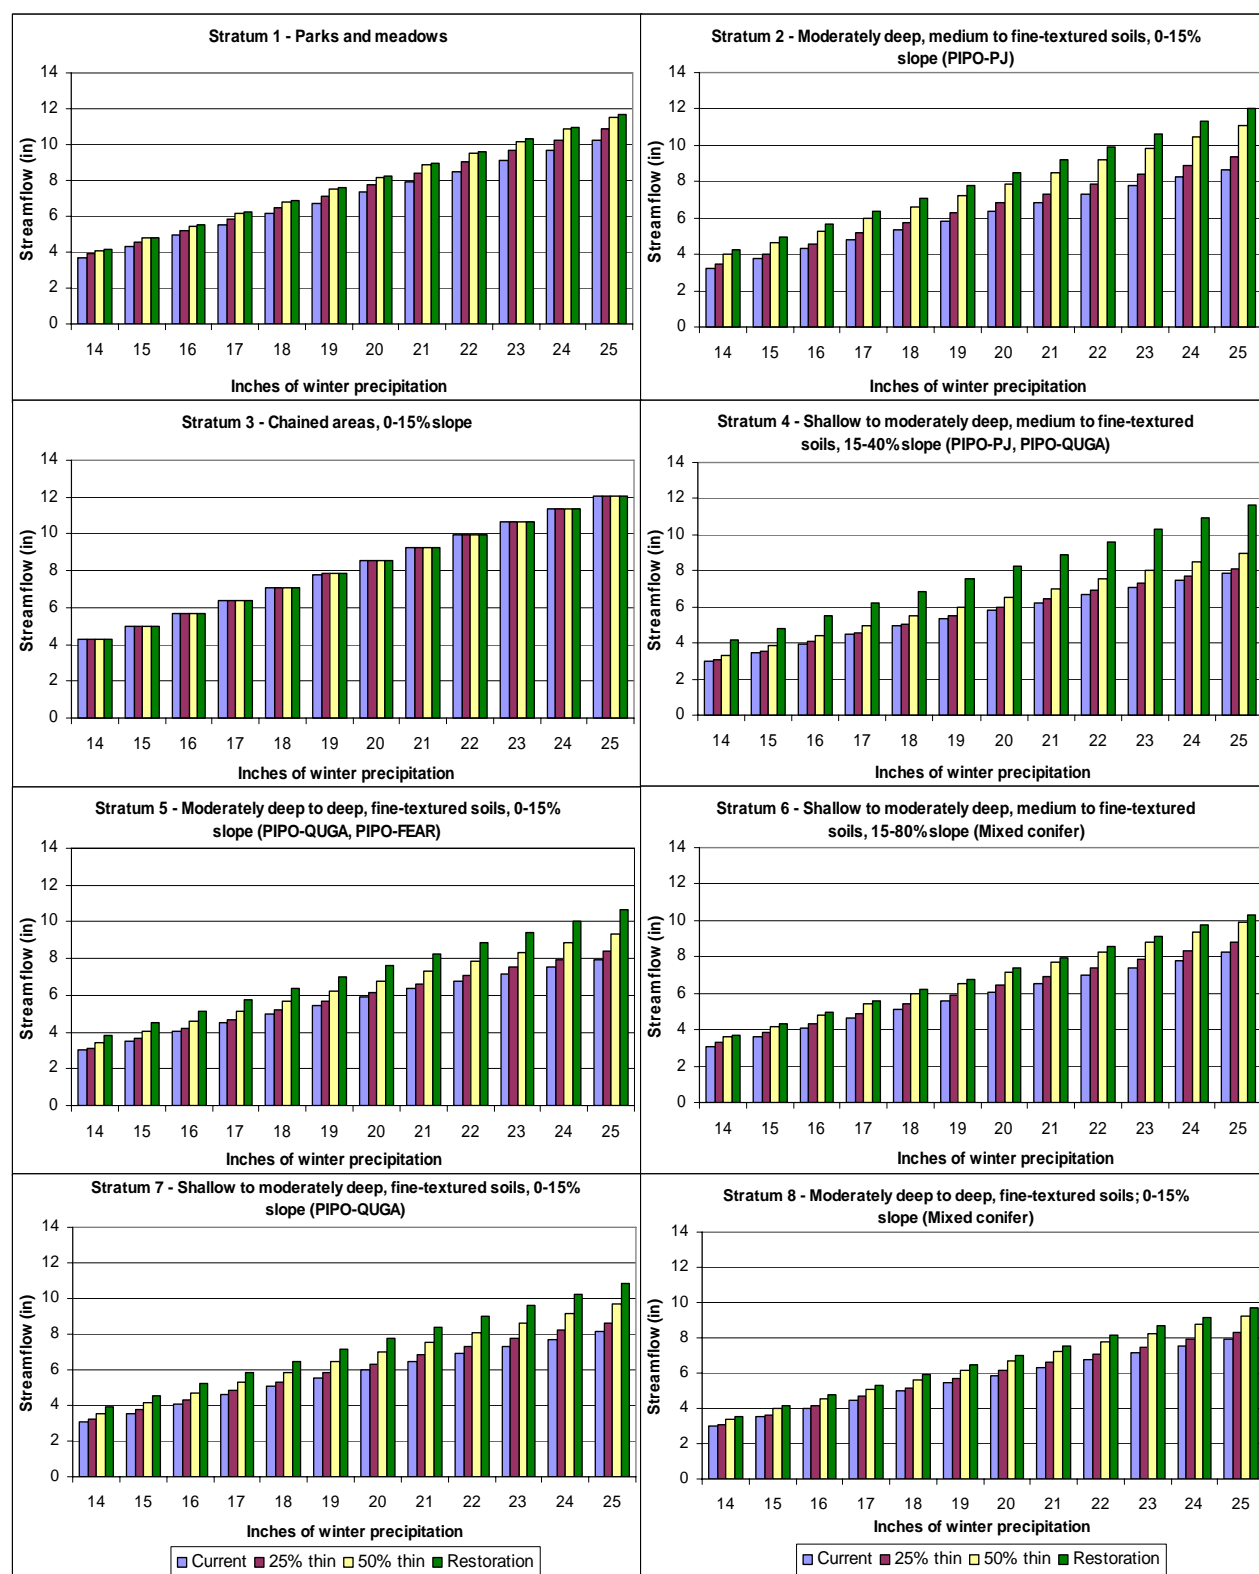 Stratum 1 - Parks and meadows
14
12
10
8
6
4
2
0
Streamflow (in)
14 15 16 17 18 19 20 21 22 23 24 25
Inches of winter precipitation
Stratum 2 - Moderately deep, medium to fine-textured soils, 0-15%
slope (PIPO-PJ)
14
12
10
8
6
4
2
0
Streamflow (in)
14 15 16 17 18 19 20 21 22 23 24 25
Inches of winter precipitation
Stratum 3 - Chained areas, 0-15% slope
14
12
10
8
6
4
2
0
Streamflow (in)
14 15 16 17 18 19 20 21 22 23 24 25
Inches of winter precipitation
Stratum 4 - Shallow to moderately deep, medium to fine-textured
soils, 15-40% slope (PIPO-PJ, PIPO-QUGA)
14
12
10
8
6
4
2
0
Streamflow (in)
14 15 16 17 18 19 20 21 22 23 24 25
Inches of winter precipitation
Stratum 5 - Moderately deep to deep, fine-textured soils, 0-15%
slope (PIPO-QUGA, PIPO-FEAR)
14
12
10
8
6
4
2
0
Streamflow (in)
14 15 16 17 18 19 20 21 22 23 24 25
Inches of winter precipitation
Stratum 6 - Shallow to moderately deep, medium to fine-textured
soils, 15-80% slope (Mixed conifer)
14
12
10
8
6
4
2
0
Streamflow (in)
14 15 16 17 18 19 20 21 22 23 24 25
Inches of winter precipitation
Stratum 7 - Shallow to moderately deep, fine-textured soils, 0-15%
slope (PIPO-QUGA)
14
12
10
8
6
4
2
0
Streamflow (in)
14 15 16 17 18 19 20 21 22 23 24 25
Inches of winter precipitation
Current 25% thin 50% thin Restoration
Stratum 8 - Moderately deep to deep, fine-textured soils; 0-15%
slope (Mixed conifer)
14
12
10
8
6
4
2
0
Streamflow (in)
14 15 16 17 18 19 20 21 22 23 24 25
Inches of winter precipitation
Current 25% thin 50% thin Restoration